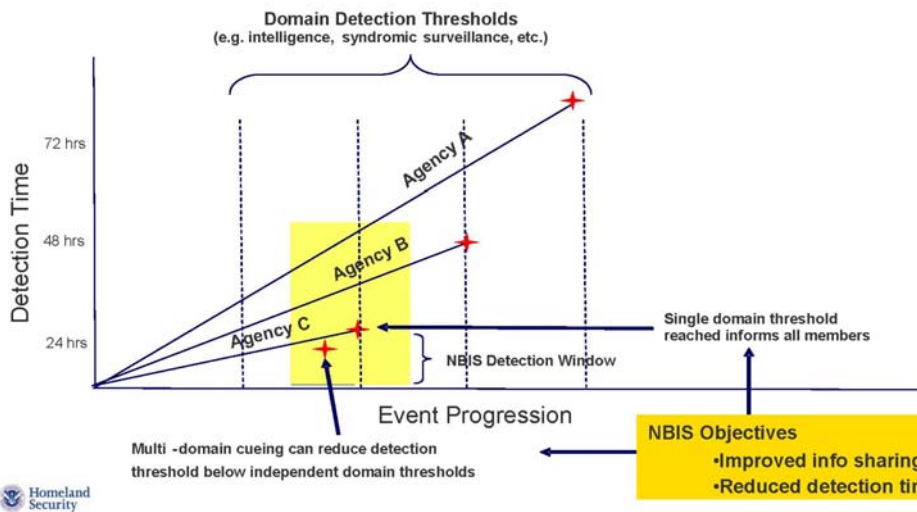 Domain Detection Thresholds
(e.g. intelligence, syndromic surveillance, etc.)
Detection Time
72 hrs
48 hrs
24 hrs
Agency A
Agency B
Agency C
NBIS Detection Window
Single domain threshold
reached informs all members
Event Progression
Multi -domain cueing can reduce detection
threshold below independent domain thresholds
NBIS Objectives
•Improved info sharing
•Reduced detection
Homeland
Security